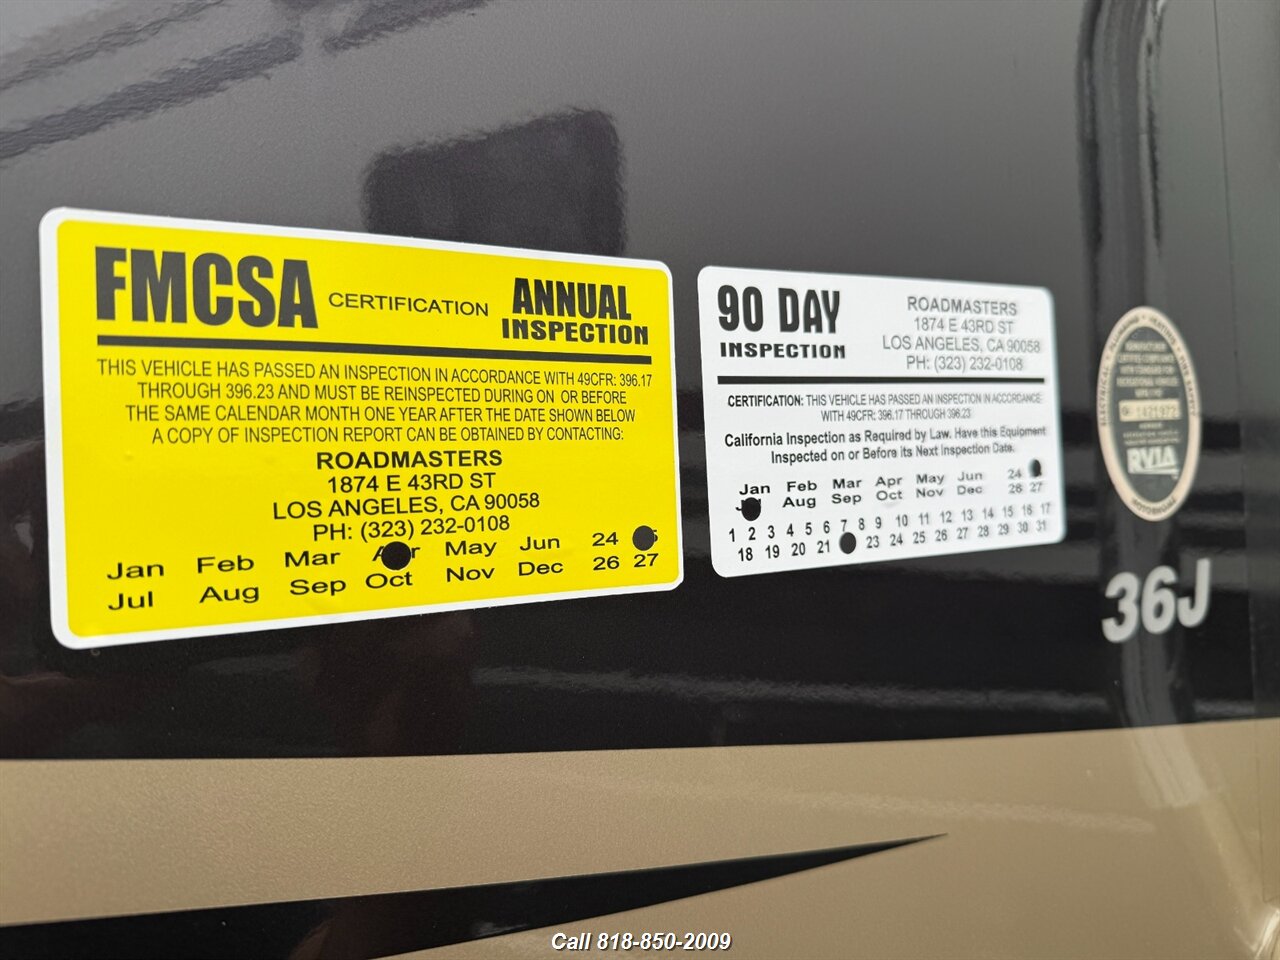 FMCSA CERTIFICATION ANNUAL
INSPECTION
THIS VEHICLE HAS PASSED AN INSPECTION IN ACCORDANCE WITH 49CFR: 396.17
THROUGH 396.23 AND MUST BE REINSPECTED DURING ON OR BEFORE
THE SAME CALENDAR MONTH ONE YEAR AFTER THE DATE SHOWN BELOW
A COPY OF INSPECTION REPORT CAN BE OBTAINED BY CONTACTING:
ROADMASTERS
1874 E 43RD ST
LOS ANGELES, CA 90058
PH: (323) 232-0108
Jan Feb Mar Apr May Jun 24
Jul Aug Sep Oct Nov Dec 26 27
90 DAY
INSPECTION
ROADMASTERS
1874 E 43RD ST
LOS ANGELES, CA 90058
PH: (323) 232-0108
CERTIFICATION: THIS VEHICLE HAS PASSED AN INSPECTION IN ACCORDANCE
WITH 49CFR: 396.17 THROUGH 396.23
California Inspection as Required by Law. Have this Equipment
Inspected on or Before its Next Inspection Date.
Jan Feb Mar Apr May Jun 24
Aug Sep Oct Nov Dec 26 27
1 2 3 4 5 6 7 8 9 10 11 12 13 14 15 16 17
18 19 20 21 23 24 25 26 27 28 29 30 31
ELECTRICAL • PLUMBING • HEATING • FIRE SAFETY
MANUFACTURER
RVIA
MOTORHOME
36J
Call 818-850-2009